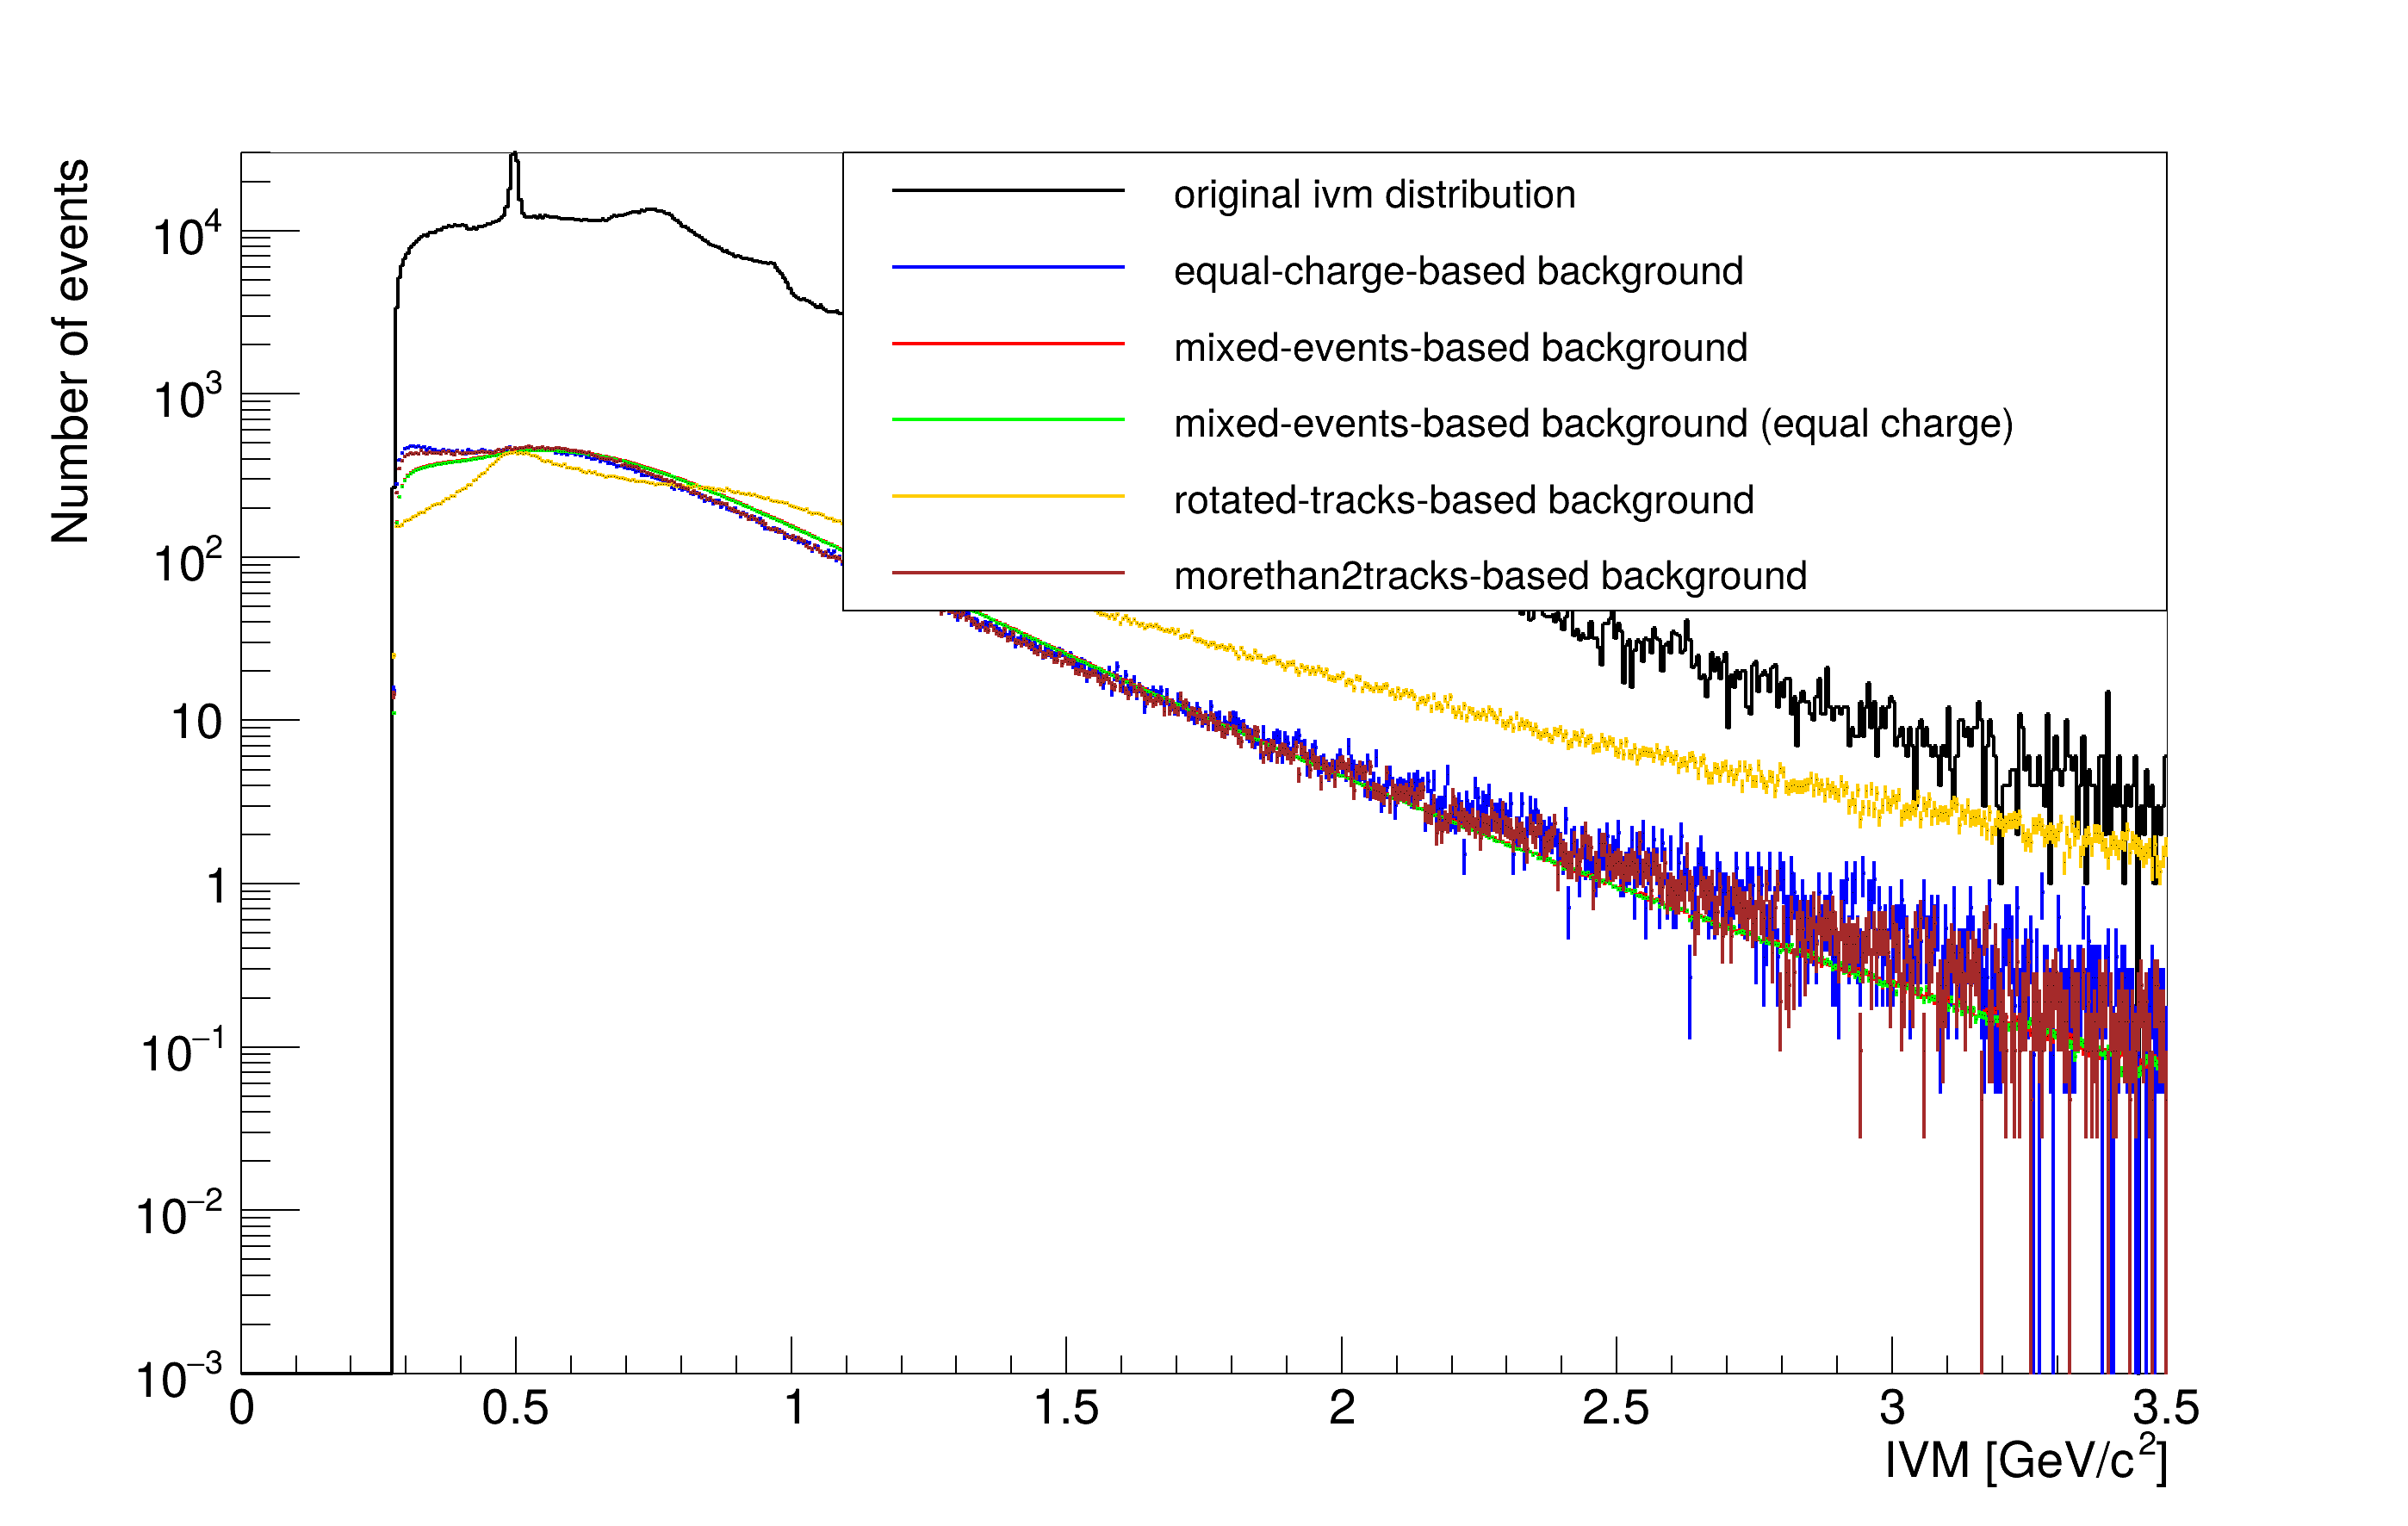 Number of events
10^4
10^3
10^2
10
1
10^−1
10^−2
10^−3
original ivm distribution
equal-charge-based background
mixed-events-based background
mixed-events-based background (equal charge)
rotated-tracks-based background
morethan2tracks-based background
0 0.5 1 1.5 2 2.5 3 3.5
IVM [GeV/c^2]